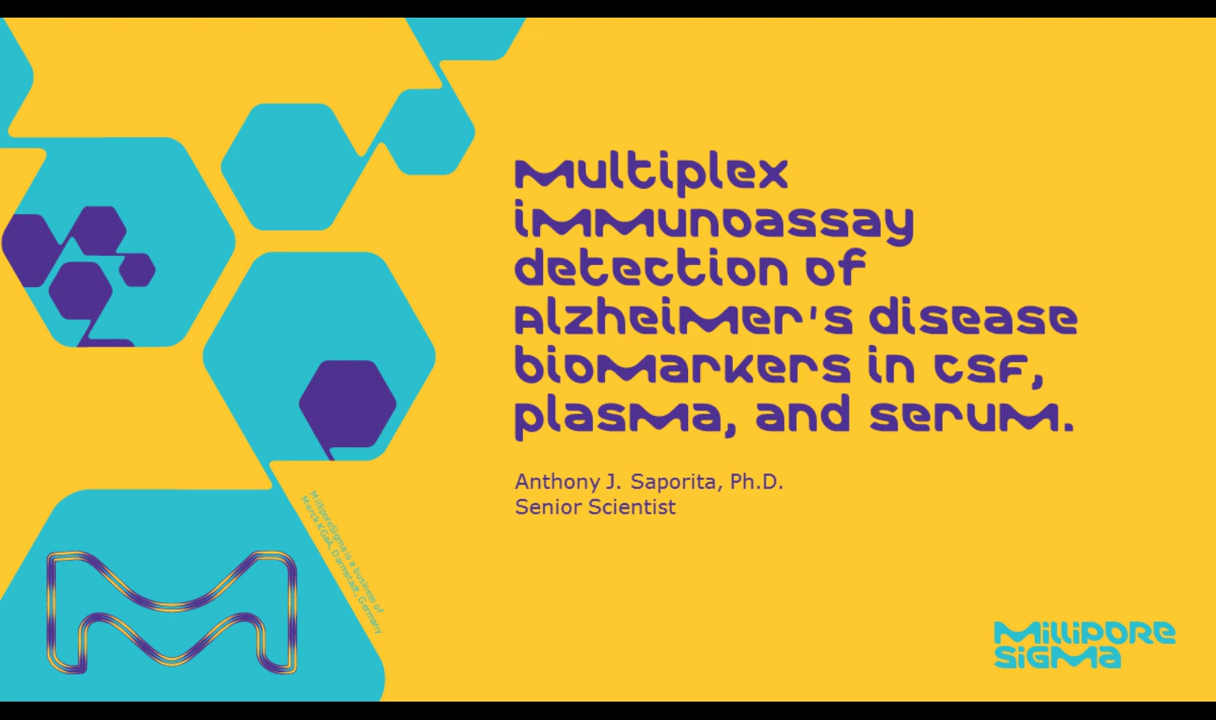 Multiplex
immunoassay
detection of
Alzheimer's disease
biomarkers in CSF,
plasma, and serum.
Anthony J. Saporita, Ph.D.
Senior Scientist
MilliporeSigma is a business of
Merck KGaA, Darmstadt, Germany
M
Millipore
Sigma